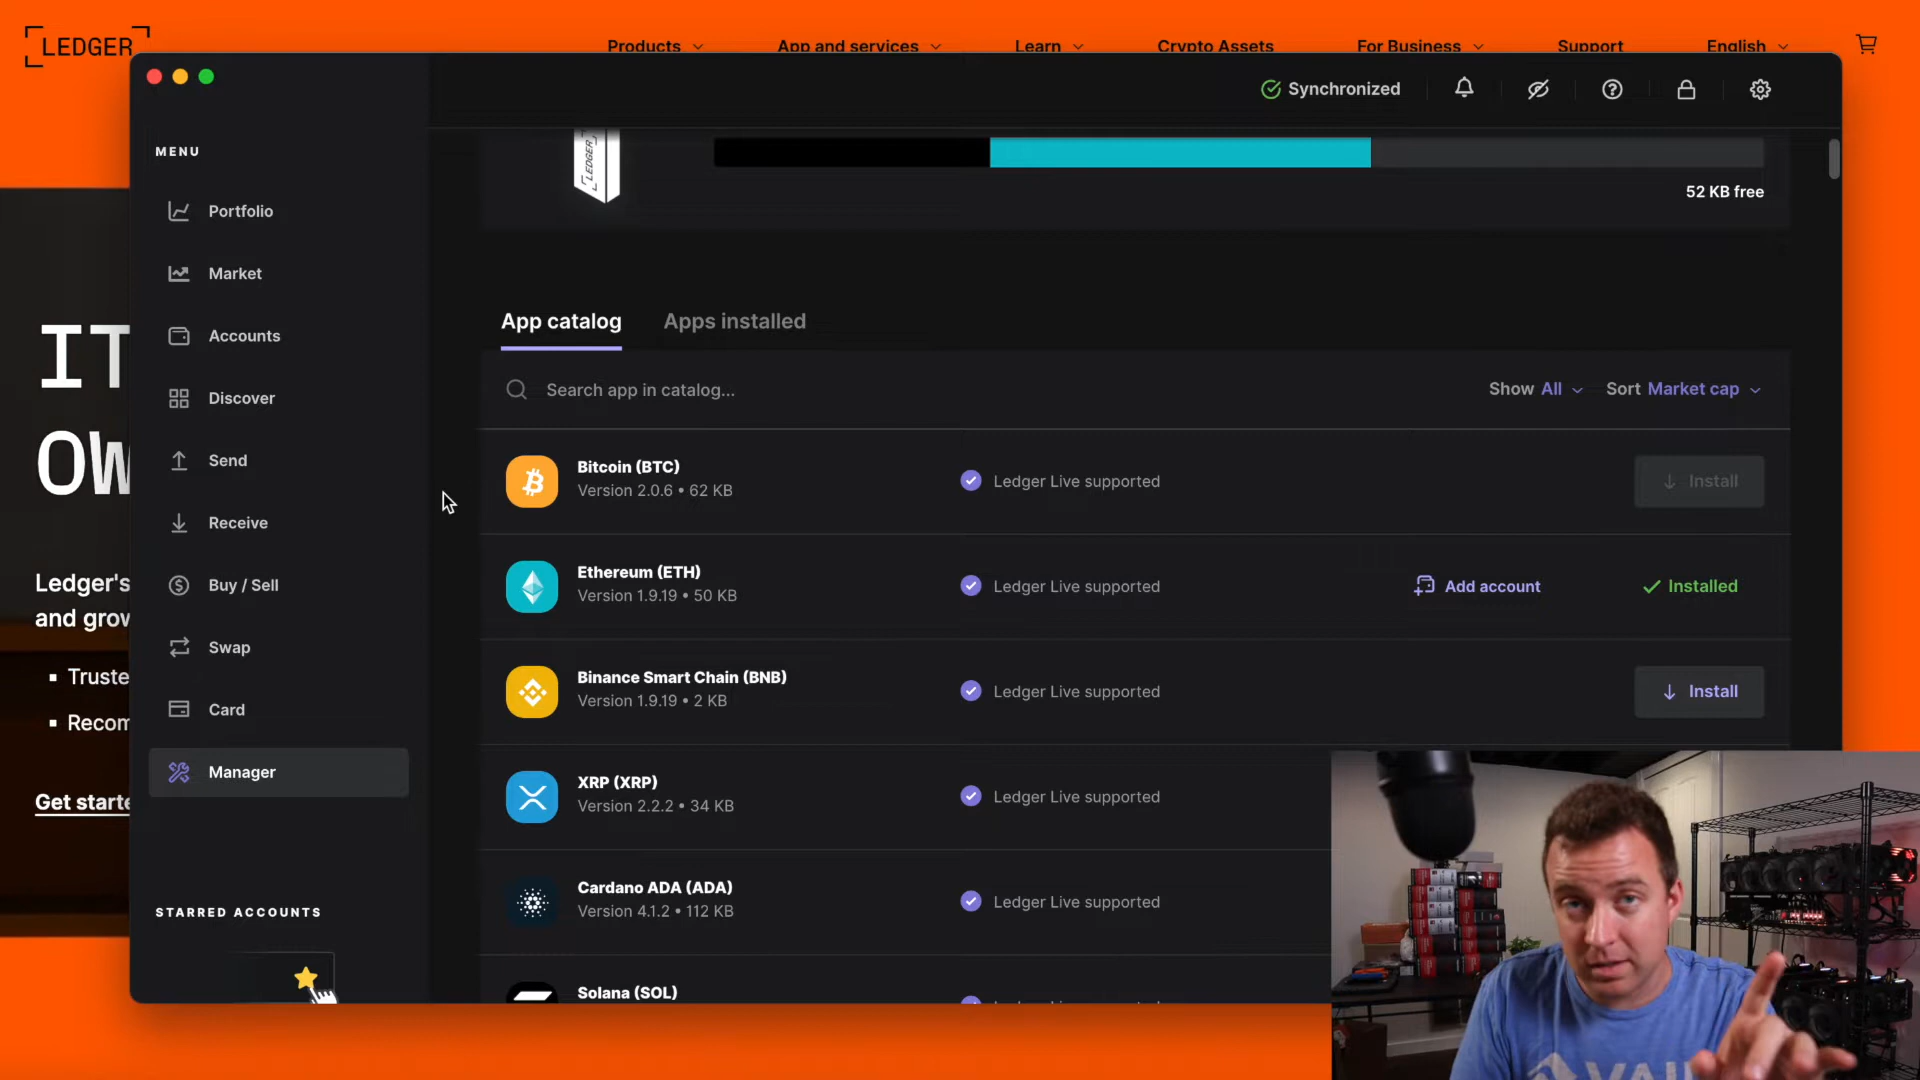 LEDGER
Products
App and services
Learn
Crypto Assets
For Business
Support
English
Synchronized
MENU
Portfolio
Market
Accounts
Discover
Send
Receive
Buy / Sell
Swap
Card
Manager
STARRED ACCOUNTS
IT
OW
Ledger's
and grow
Truste
Recom
Get starte
LEDGER
52 KB free
App catalog
Apps installed
Search app in catalog...
Show All
Sort Market cap
Bitcoin (BTC)
Version 2.0.6 • 62 KB
Ledger Live supported
Install
Ethereum (ETH)
Version 1.9.19 • 50 KB
Ledger Live supported
Add account
Installed
Binance Smart Chain (BNB)
Version 1.9.19 • 2 KB
Ledger Live supported
Install
XRP (XRP)
Version 2.2.2 • 34 KB
Ledger Live supported
Cardano ADA (ADA)
Version 4.1.2 • 112 KB
Ledger Live supported
Solana (SOL)